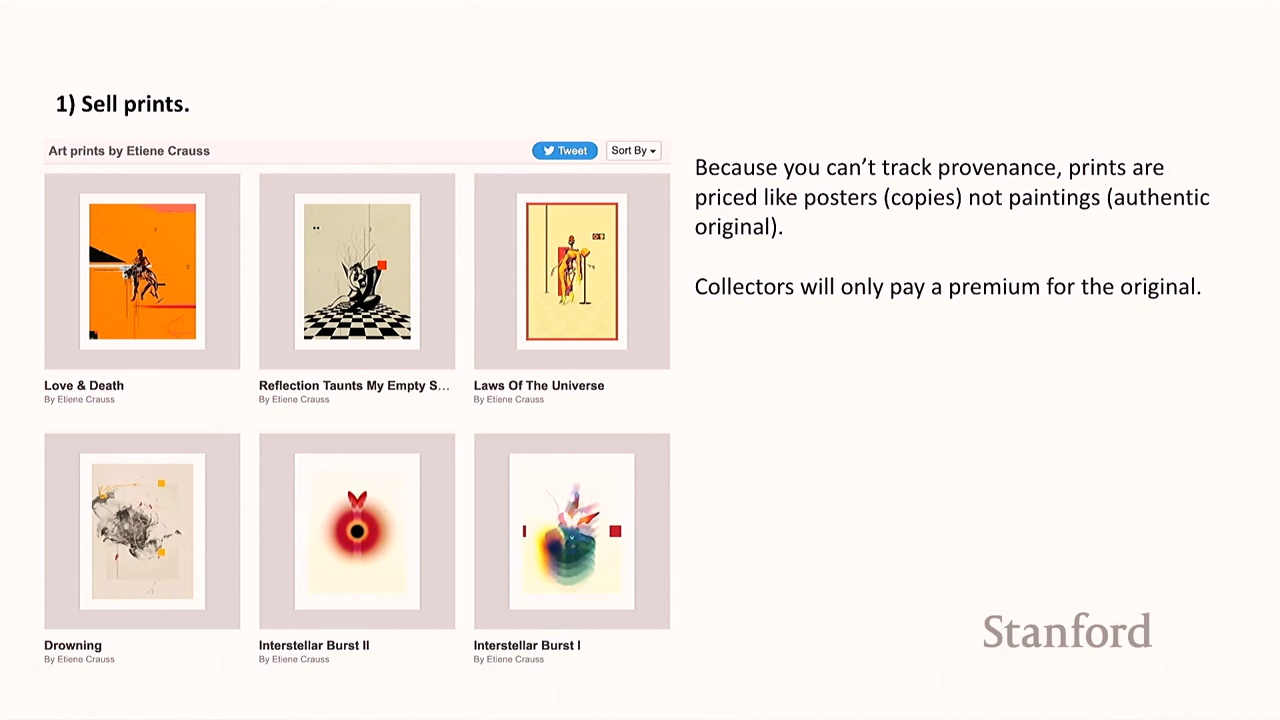 1) Sell prints.
Art prints by Etiene Crauss
Tweet
Sort By
Because you can’t track provenance, prints are
priced like posters (copies) not paintings (authentic
original).
Collectors will only pay a premium for the original.
Love & Death
By Etiene Crauss
Reflection Taunts My Empty S...
By Etiene Crauss
Laws Of The Universe
By Etiene Crauss
Drowning
By Etiene Crauss
Interstellar Burst II
By Etiene Crauss
Interstellar Burst I
By Etiene Crauss
Stanford